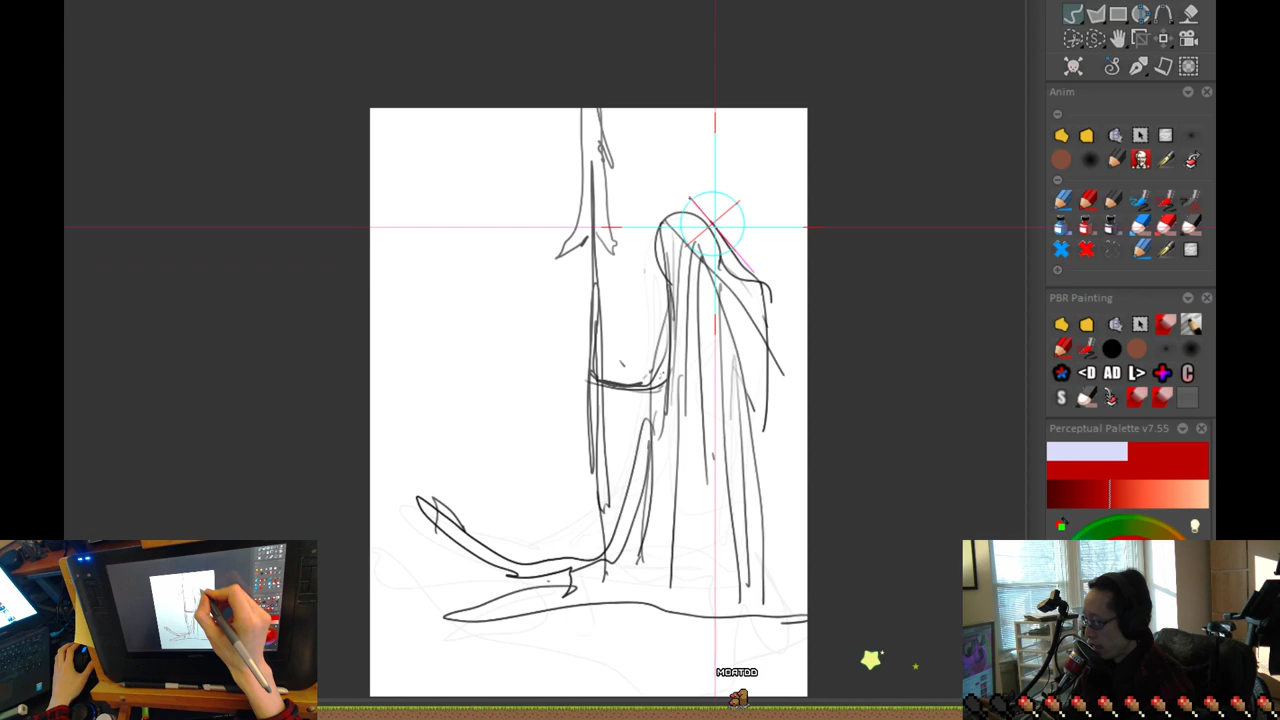 Anim
PBR Painting
<D AD L> C
S
Perceptual Palette v7.55
MOATDD